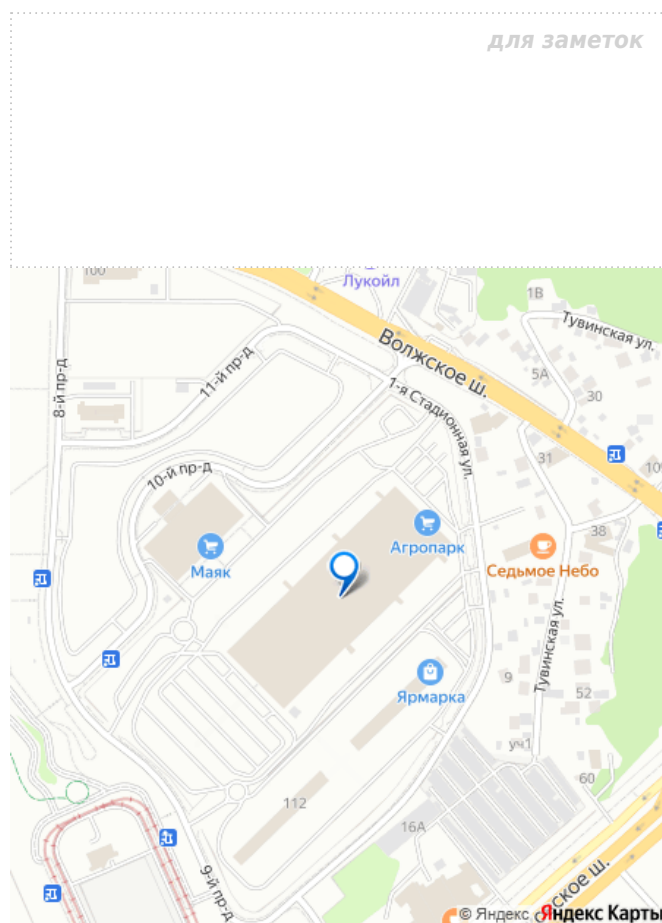 для заметок
100
Лукойл
1В
Тувинская ул.
Волжское ш.
8-й пр-д
11-й пр-д
5А
30
1-я Стадионная ул.
31
10-й пр-д
38
Агропарк
Маяк
Седьмое Небо
Тувинская ул.
9
Ярмарка
52
уч1
60
112
16А
9-й пр-д
ское ш.
© Яндекс Яндекс Карты